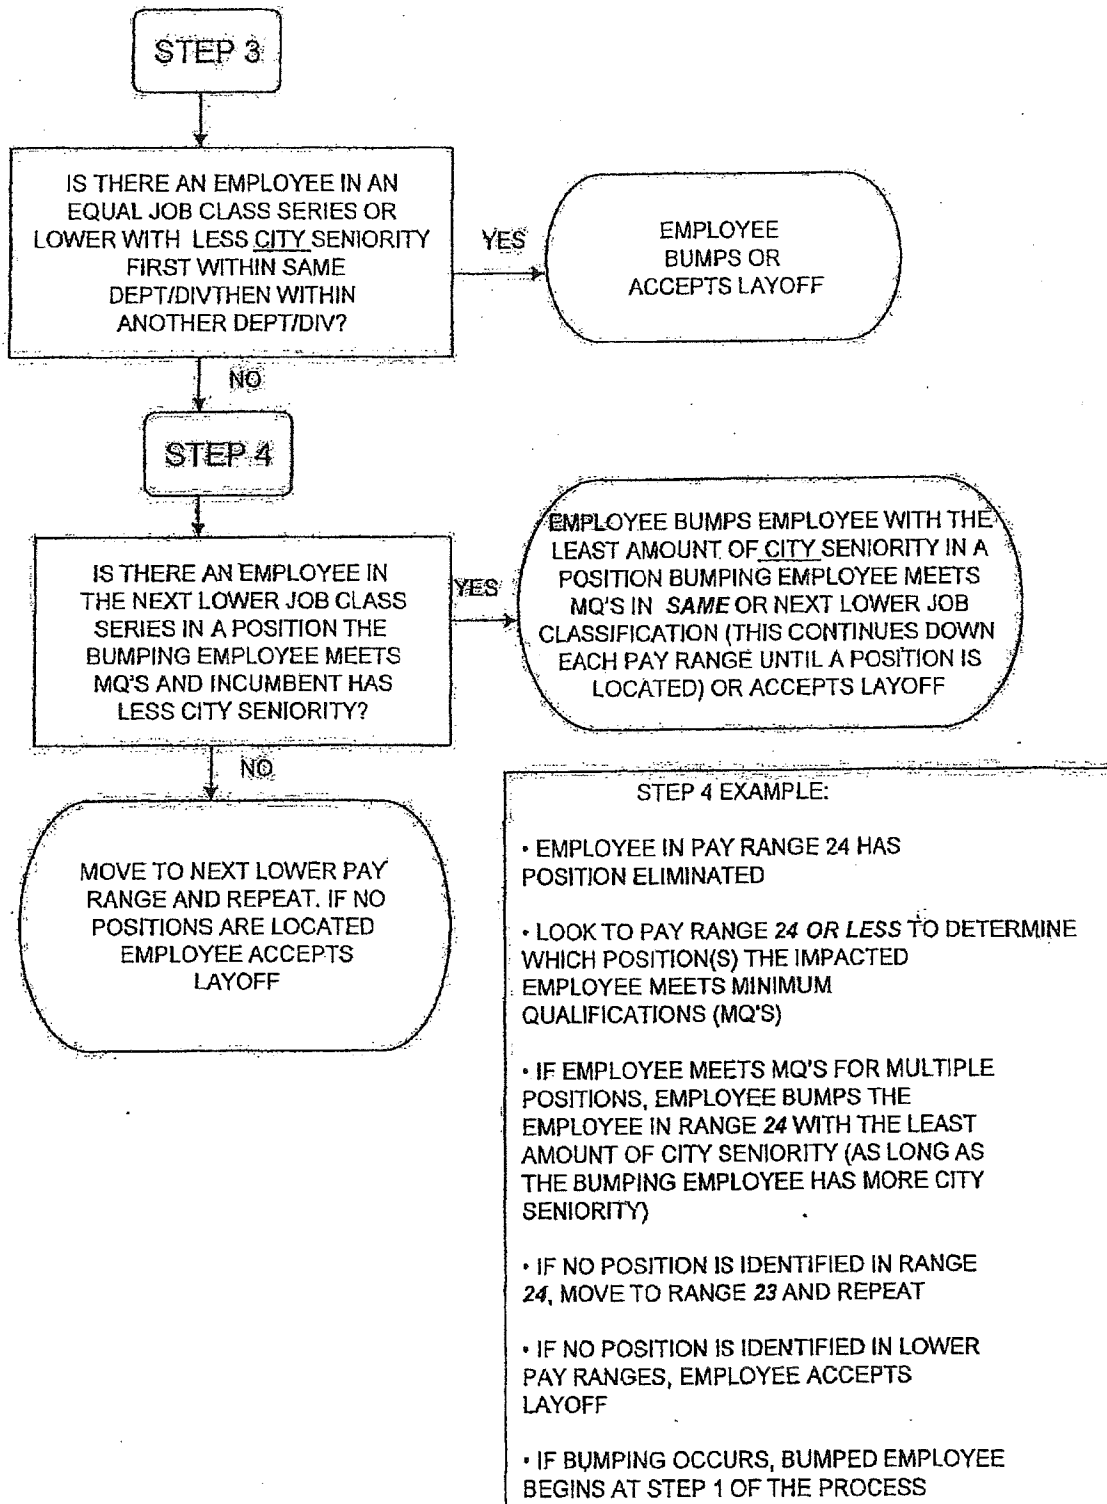 STEP 3
IS THERE AN EMPLOYEE IN AN
EQUAL JOB CLASS SERIES OR
LOWER WITH LESS CITY SENIORITY
FIRST WITHIN SAME
DEPT/DIVTHEN WITHIN
ANOTHER DEPT/DIV?
YES
EMPLOYEE
BUMPS OR
ACCEPTS LAYOFF
NO
STEP 4
IS THERE AN EMPLOYEE IN
THE NEXT LOWER JOB CLASS
SERIES IN A POSITION THE
BUMPING EMPLOYEE MEETS
MQ'S AND INCUMBENT HAS
LESS CITY SENIORITY?
YES
EMPLOYEE BUMPS EMPLOYEE WITH THE
LEAST AMOUNT OF CITY SENIORITY IN A
POSITION BUMPING EMPLOYEE MEETS
MQ'S IN SAME OR NEXT LOWER JOB
CLASSIFICATION (THIS CONTINUES DOWN
EACH PAY RANGE UNTIL A POSITION IS
LOCATED) OR ACCEPTS LAYOFF
NO
MOVE TO NEXT LOWER PAY
RANGE AND REPEAT. IF NO
POSITIONS ARE LOCATED
EMPLOYEE ACCEPTS
LAYOFF
STEP 4 EXAMPLE:
• EMPLOYEE IN PAY RANGE 24 HAS
POSITION ELIMINATED
• LOOK TO PAY RANGE 24 OR LESS TO DETERMINE
WHICH POSITION(S) THE IMPACTED
EMPLOYEE MEETS MINIMUM
QUALIFICATIONS (MQ'S)
• IF EMPLOYEE MEETS MQ'S FOR MULTIPLE
POSITIONS, EMPLOYEE BUMPS THE
EMPLOYEE IN RANGE 24 WITH THE LEAST
AMOUNT OF CITY SENIORITY (AS LONG AS
THE BUMPING EMPLOYEE HAS MORE CITY
SENIORITY)
• IF NO POSITION IS IDENTIFIED IN RANGE
24, MOVE TO RANGE 23 AND REPEAT
• IF NO POSITION IS IDENTIFIED IN LOWER
PAY RANGES, EMPLOYEE ACCEPTS
LAYOFF
• IF BUMPING OCCURS, BUMPED EMPLOYEE
BEGINS AT STEP 1 OF THE PROCESS